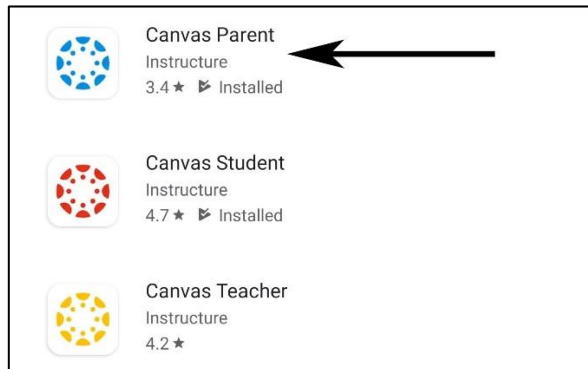 Canvas Parent
Instructure
3.4 ★ Installed
Canvas Student
Instructure
4.7 ★ Installed
Canvas Teacher
Instructure
4.2 ★